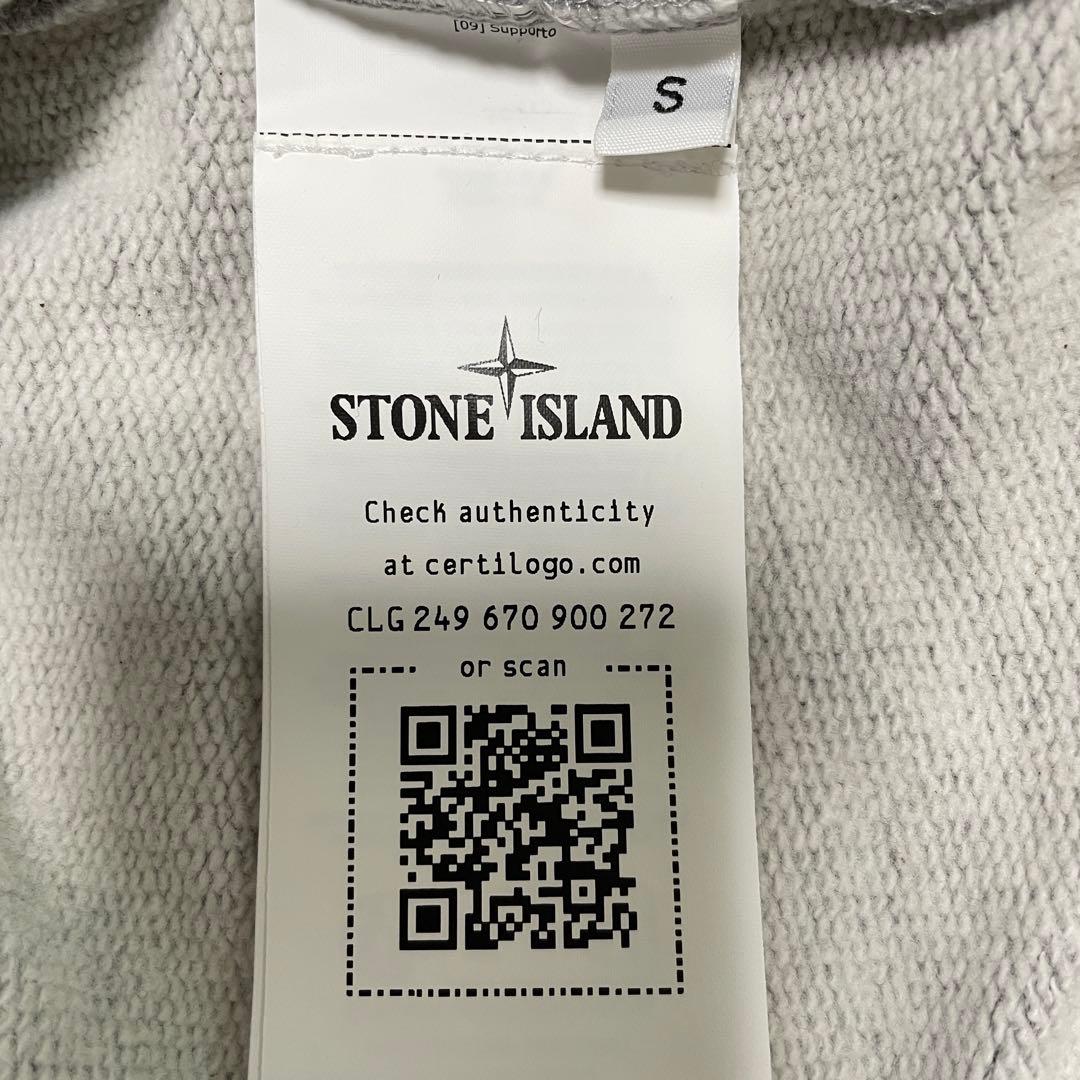 [09] Supporto
S
STONE ISLAND
Check authenticity
at certilogo.com
CLG 249 670 900 272
or scan